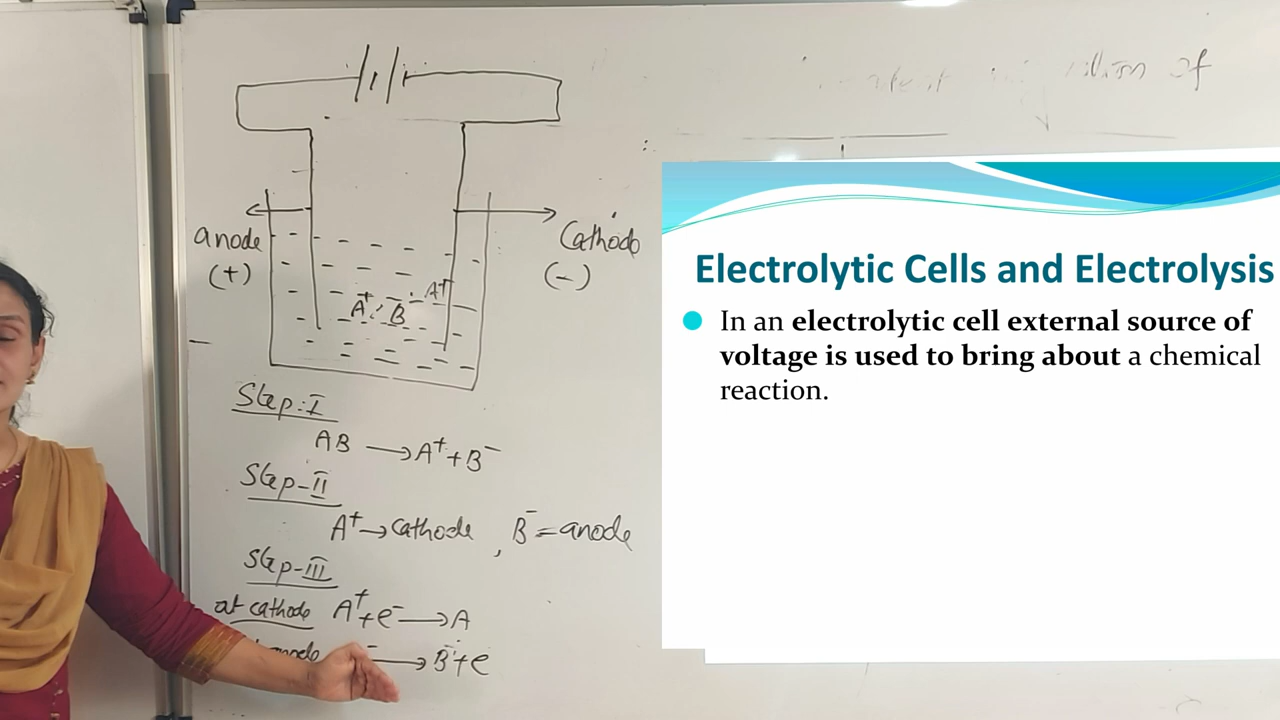 of
anode
(+)
Cathode
(-)
A⁺
A⁺ B⁻
Step:I
AB → A⁺ + B⁻
Step-II
A⁺ → Cathode , B⁻ = anode
Step-III
at cathode A⁺ + e⁻ → A
→ B + e
Electrolytic Cells and Electrolysis
In an electrolytic cell external source of
voltage is used to bring about a chemical
reaction.